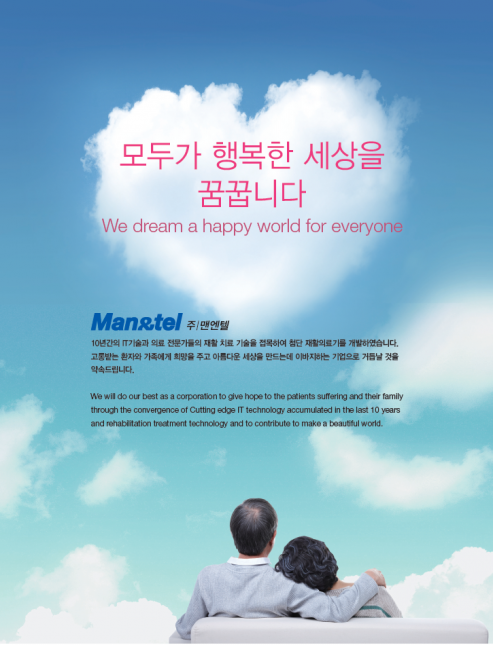 모두가 행복한 세상을
꿈꿉니다
We dream a happy world for everyone
Man&tel 주|맨엔텔
10년간의 IT기술과 의료 전문가들의 재활 치료 기술을 접목하여 첨단 재활의료기를 개발하였습니다.
고통받는 환자와 가족에게 희망을 주고 아름다운 세상을 만드는데 이바지하는 기업으로 거듭날 것을
약속드립니다.
We will do our best as a corporation to give hope to the patients suffering and their family
through the convergence of Cutting edge IT technology accumulated in the last 10 years
and rehabilitation treatment technology and to contribute to make a beautiful world.